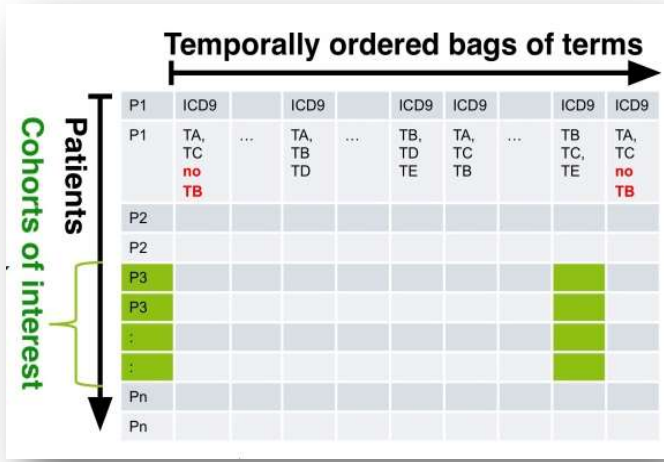 Temporally ordered bags of terms
Patients
Cohorts of interest
P1 ICD9 ICD9 ICD9 ICD9 ICD9 ICD9
P1 TA, ... TA, ... TB, TA, ... TB TA,
TC TB TD TC TC, TC
no TD TE TB TE no
TB TB
P2
P2
P3
P3
:
:
Pn
Pn